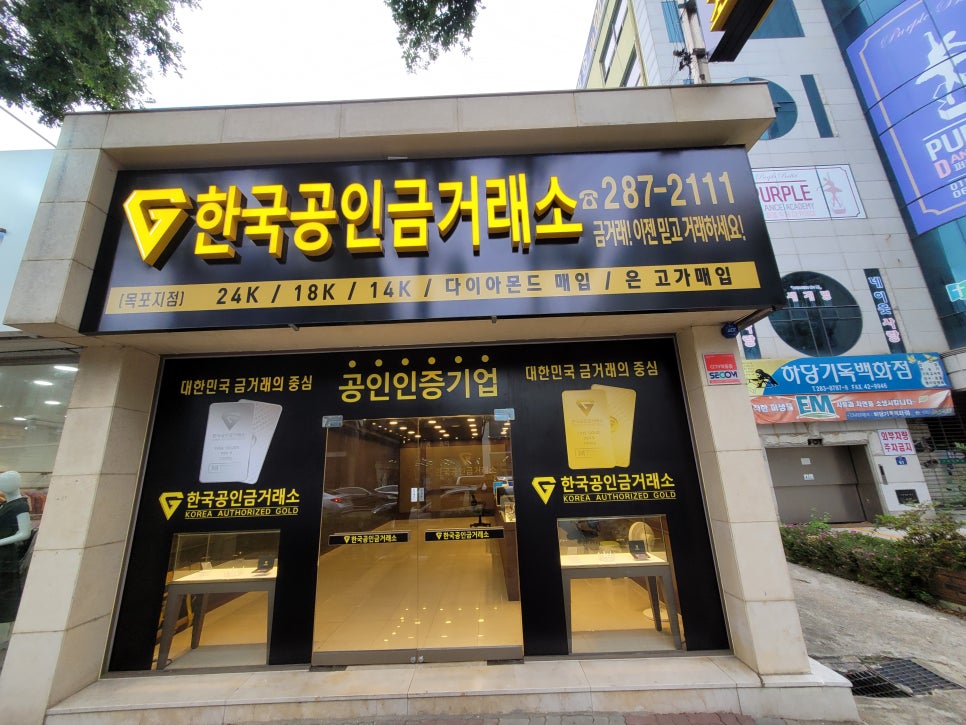 한국공인금거래소
☎287-2111
금거래! 이젠 믿고 거래하세요!
[목포지점] 24K / 18K / 14K / 다이아몬드 매입 / 은 고가매입
대한민국 금거래의 중심
공인인증기업
대한민국 금거래의 중심
한국공인금거래소
KOREA AUTHORIZED GOLD
한국공인금거래소
KOREA AUTHORIZED GOLD
한국공인금거래소
한국공인금거래소
SECOM
PURPLE
DANCE ACADEMY
PU
하당기독백화점
EM
외부차량
주차금지